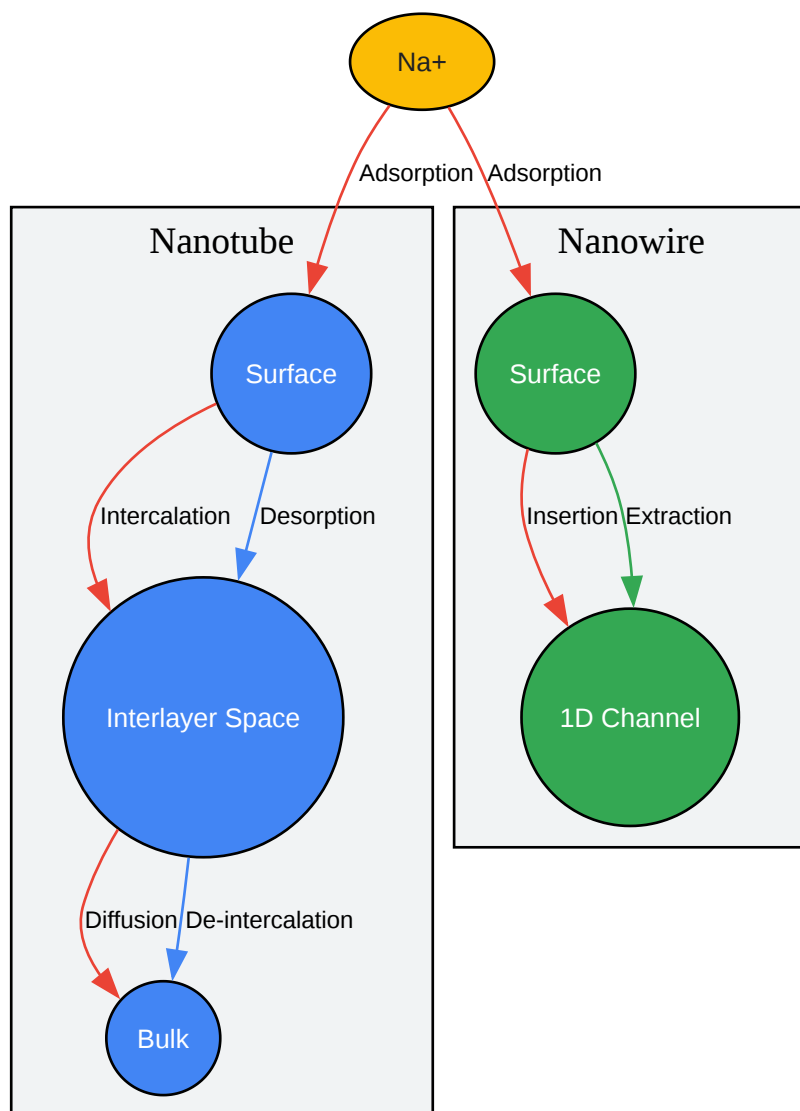 Na+
Adsorption Adsorption
Nanotube
Nanowire
Surface
Surface
Intercalation
Desorption
Insertion
Extraction
Interlayer Space
1D Channel
Diffusion
De-intercalation
Bulk